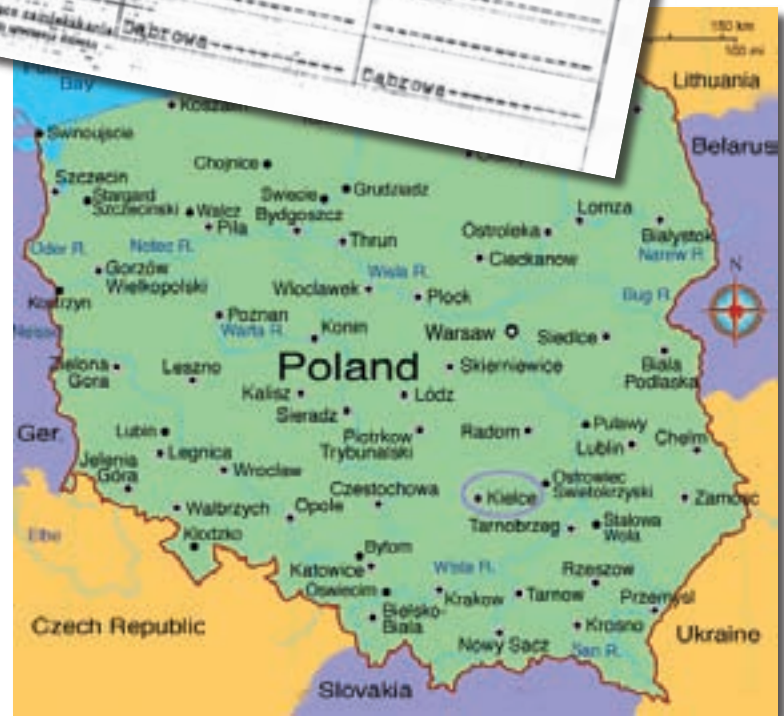 Dąbrowa
Dąbrowa
150 km
100 mi
Lithuania
Bay
Koszalin
Swinoujscie
Belarus
Chojnice
Szczecin
Stargard
Szczecinski
Swecie
Grudziadz
Walcz
Bydgoszcz
Pila
Lomza
Ostroleka
Bialystok
Oder R.
Notec R.
Thrun
Narew R.
Gorzów
Wielkopolski
Wisla R.
Cieckanow
N
Kostrzyn
Wloclawek
Plock
Bug R.
Poznan
Warta R.
Konin
Warsaw
Siedlce
Zielona
Gora
Leszno
Poland
Skierniewice
Biala
Podlaska
Kalisz
Lódz
Sieradz
Ger.
Lubin
Piotrkow
Trybunalski
Radom
Pulawy
Lublin
Chelm
Legnica
Jelenia
Góra
Wroclaw
Czestochowa
Kielce
Ostrowiec
Swietokrzyski
Zamosc
Walbrzych
Opole
Tarnobrzeg
Stalowa
Wola
Elbe
Klodzko
Bytom
Katowice
Wisla R.
Rzeszow
Oswiecim
Krakow
Tarnow
Przemysl
Bielsko-
Biala
Krosno
Czech Republic
Nowy Sacz
San R.
Ukraine
Slovakia